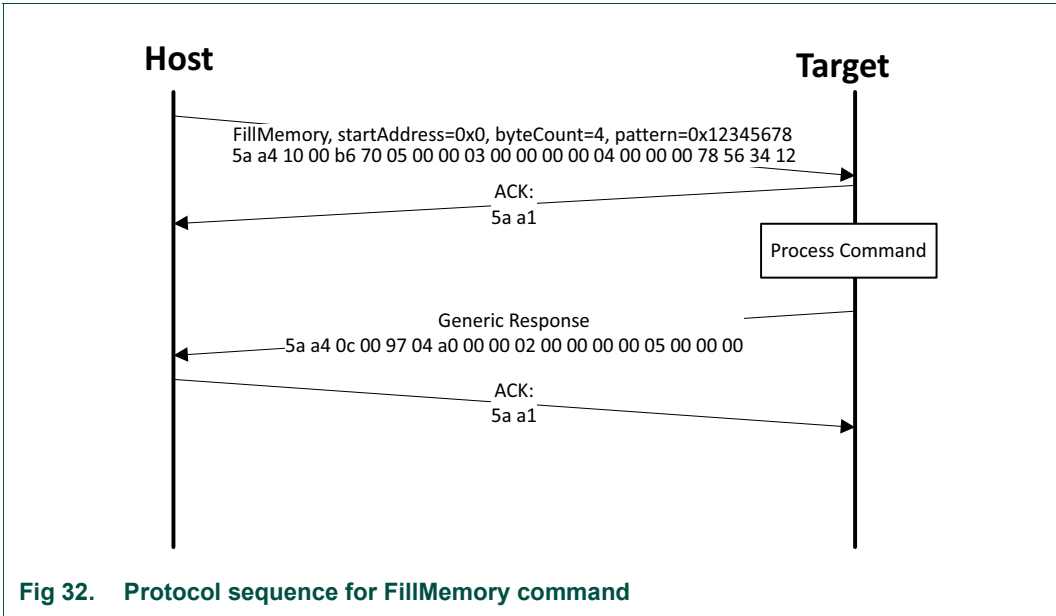 Host
Target
FillMemory, startAddress=0x0, byteCount=4, pattern=0x12345678
5a a4 10 00 b6 70 05 00 00 03 00 00 00 00 04 00 00 00 78 56 34 12
ACK:
5a a1
Process Command
Generic Response
5a a4 0c 00 97 04 a0 00 00 02 00 00 00 00 05 00 00 00
ACK:
5a a1
Fig 32. Protocol sequence for FillMemory command